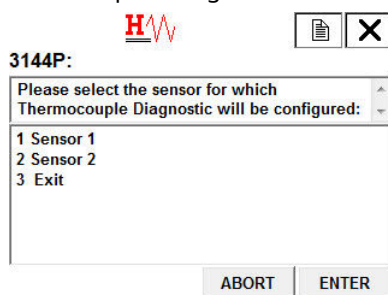 H
3144P:
Please select the sensor for which
Thermocouple Diagnostic will be configured:
1 Sensor 1
2 Sensor 2
3 Exit
ABORT ENTER